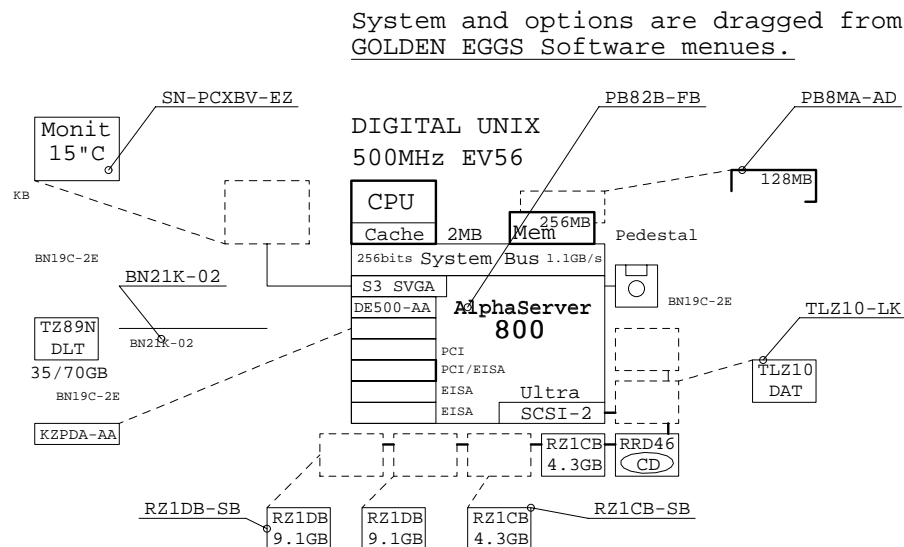 System and options are dragged from
GOLDEN EGGS Software menues.
SN-PCXBV-EZ
PB82B-FB
PB8MA-AD
Monit
15"C
DIGITAL UNIX
500MHz EV56
128MB
KB
CPU
256MB
Cache
2MB
Mem
Pedestal
BN19C-2E
256bits System Bus 1.1GB/s
BN21K-02
S3 SVGA
DE500-AA
AlphaServer
800
BN19C-2E
TLZ10-LK
TZ89N
DLT
BN21K-02
35/70GB
PCI
PCI/EISA
TLZ10
DAT
BN19C-2E
EISA
Ultra
EISA
SCSI-2
KZPDA-AA
RZ1CB
4.3GB
RRD46
CD
RZ1DB-SB
RZ1CB-SB
RZ1DB
9.1GB
RZ1DB
9.1GB
RZ1CB
4.3GB